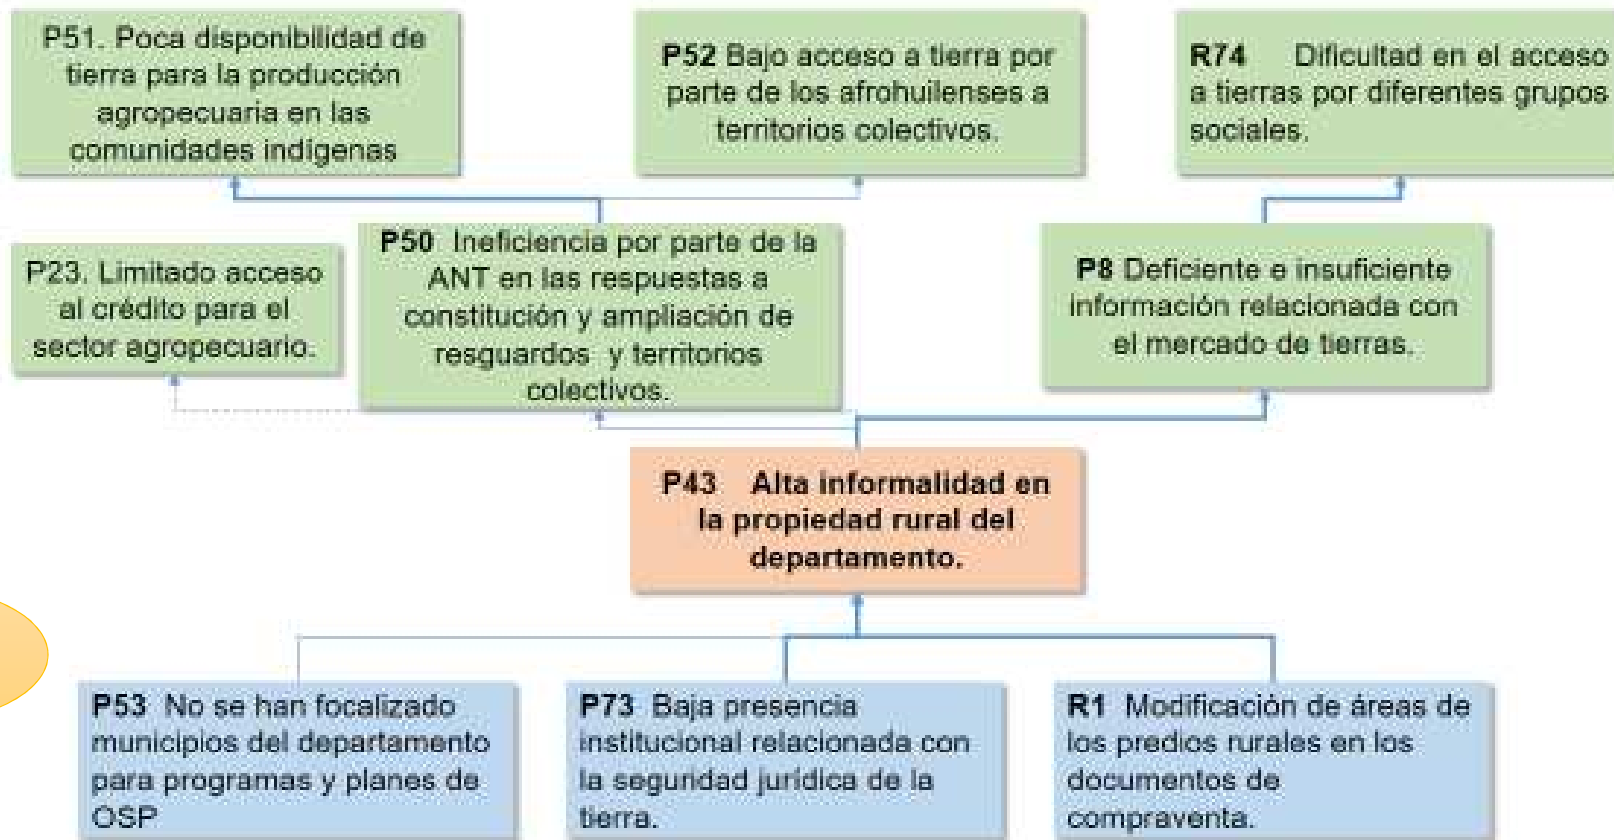 P51. Poca disponibilidad de
tierra para la producción
agropecuaria en las
comunidades indígenas
P52 Bajo acceso a tierra por
parte de los afrohuilenses a
territorios colectivos.
R74 Dificultad en el acceso
a tierras por diferentes grupos
sociales.
P23. Limitado acceso
al crédito para el
sector agropecuario.
P50 Ineficiencia por parte de la
ANT en las respuestas a
constitución y ampliación de
resguardos y territorios
colectivos.
P8 Deficiente e insuficiente
información relacionada con
el mercado de tierras.
P43 Alta informalidad en
la propiedad rural del
departamento.
P53 No se han focalizado
municipios del departamento
para programas y planes de
OSP
P73 Baja presencia
institucional relacionada con
la seguridad jurídica de la
tierra.
R1 Modificación de áreas de
los predios rurales en los
documentos de
compraventa.